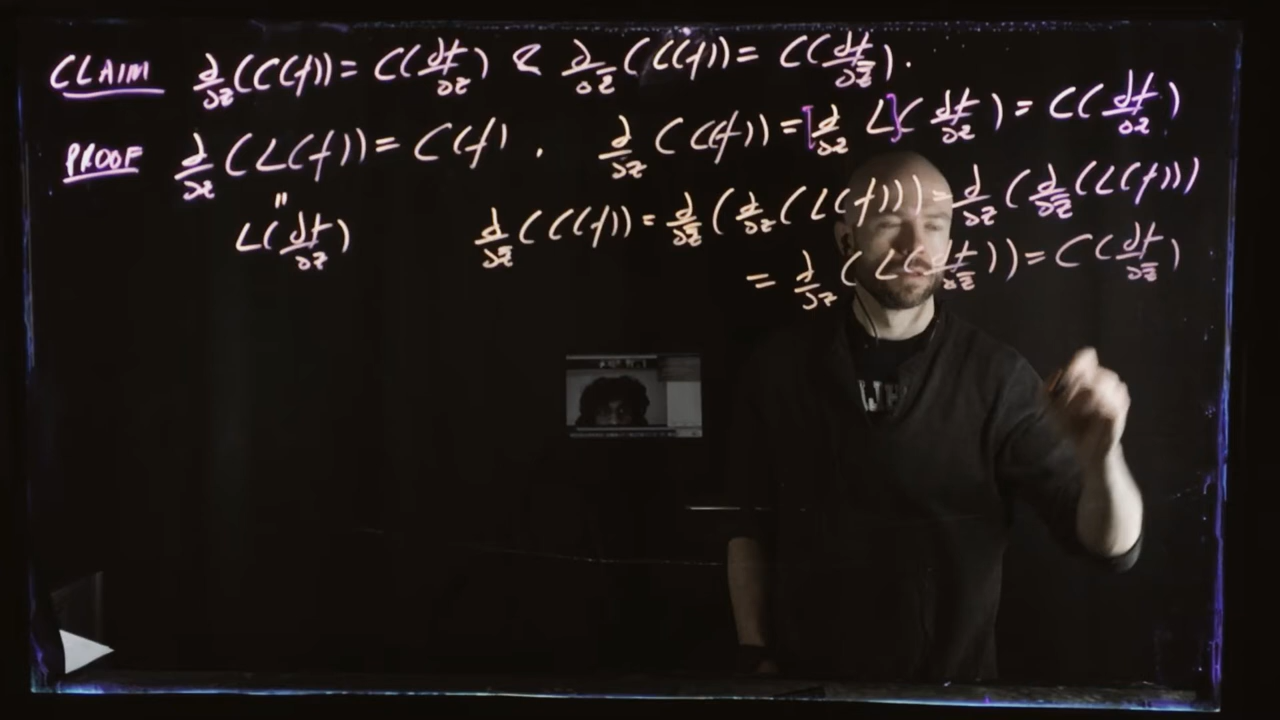 CLAIM ∂/∂z (C(f)) = C(∂f/∂z) & ∂/∂z̄ (C(f)) = C(∂f/∂z̄).
PROOF ∂/∂z (L(f)) = C(f). ∂/∂z (C(f)) = [∂/∂z L](∂f/∂z) = C(∂f/∂z)
"
L(∂f/∂z) ∂/∂z̄ (C(f)) = ∂/∂z̄ (∂/∂z (L(f))) = ∂/∂z (∂/∂z̄ (L(f))
= ∂/∂z (L(∂f/∂z̄)) = C(∂f/∂z̄)